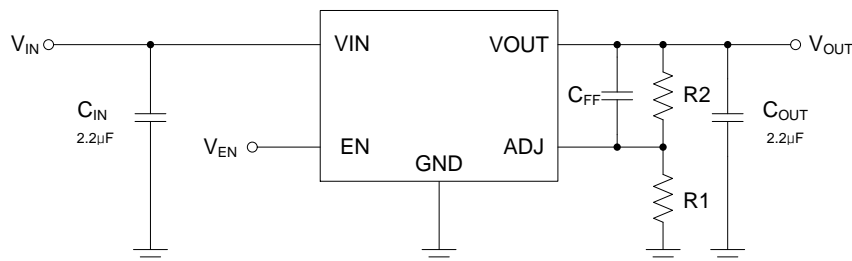 VIN
VIN
VOUT
VOUT
CIN
2.2μF
CFF
R2
COUT
2.2μF
VEN
EN
ADJ
GND
R1